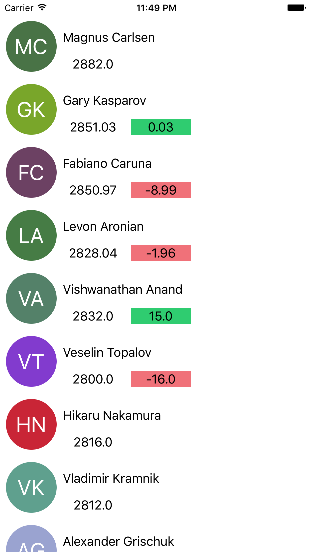 Carrier 11:49 PM
MC Magnus Carlsen
2882.0
GK Gary Kasparov
2851.03 0.03
FC Fabiano Caruna
2850.97 -8.99
LA Levon Aronian
2828.04 -1.96
VA Vishwanathan Anand
2832.0 15.0
VT Veselin Topalov
2800.0 -16.0
HN Hikaru Nakamura
2816.0
VK Vladimir Kramnik
2812.0
AG Alexander Grischuk